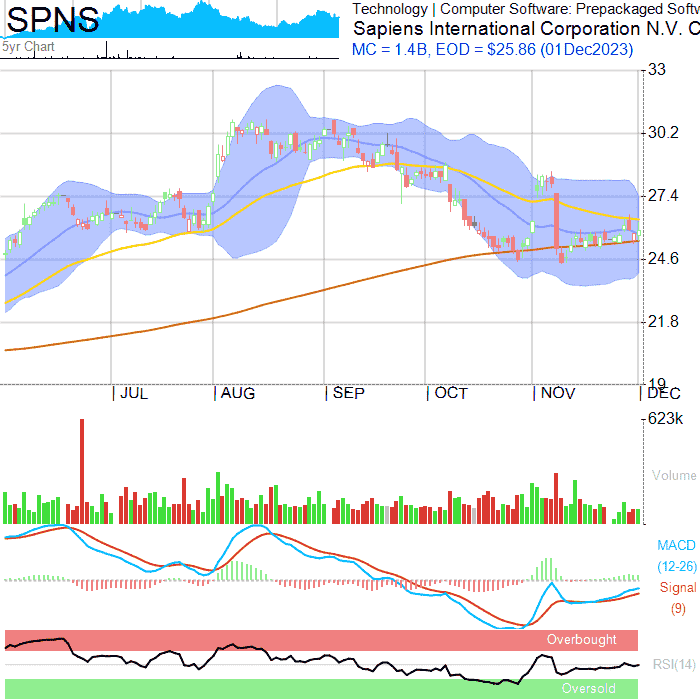 SPNS
5yr Chart
Technology | Computer Software: Prepackaged Softw
Sapiens International Corporation N.V. C
MC = 1.4B, EOD = $25.86 (01Dec2023)
33
30.2
27.4
24.6
21.8
19
JUL AUG SEP OCT NOV DEC
623k
Volume
MACD
(12-26)
Signal
(9)
Overbought
RSI(14)
Oversold